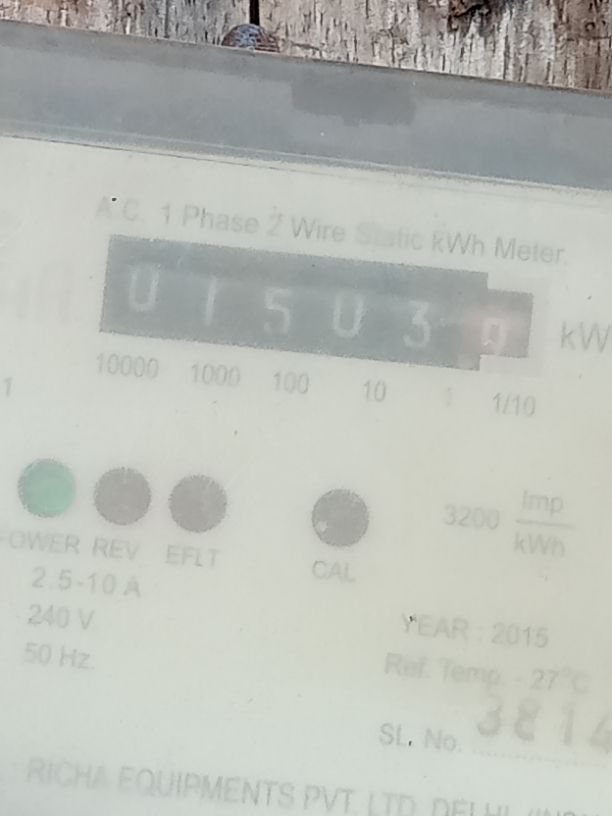 A.C. 1 Phase 2 Wire Static kWh Meter.
0 1 5 0 3 kW
10000 1000 100 10 1 1/10
1
3200 Imp
kWh
POWER REV EFLT CAL
2.5-10 A
240 V
50 Hz.
YEAR : 2015
Ref. Temp. - 27°C
SL. No. 3814
RICHA EQUIPMENTS PVT. LTD. DELHI